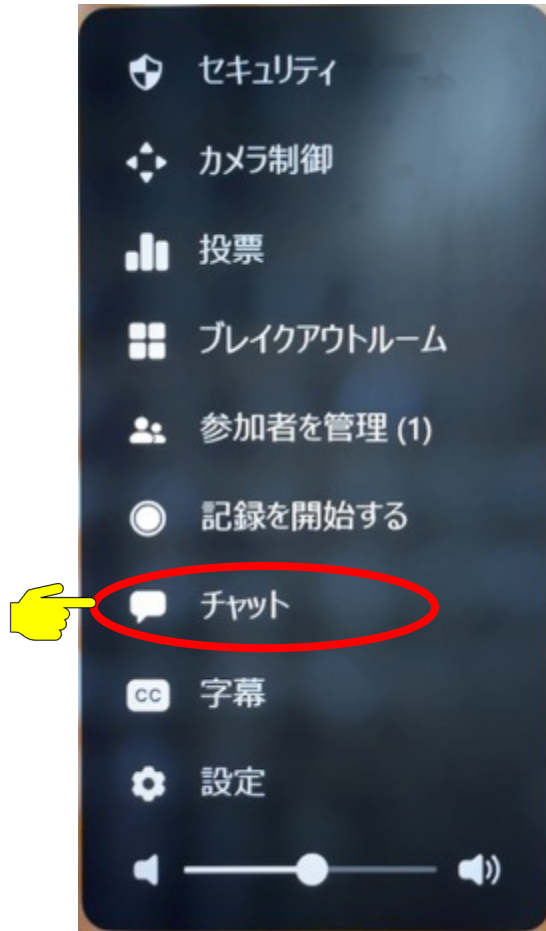 セキュリティ
カメラ制御
投票
ブレイクアウトルーム
参加者を管理 (1)
記録を開始する
チャット
CC 字幕
設定